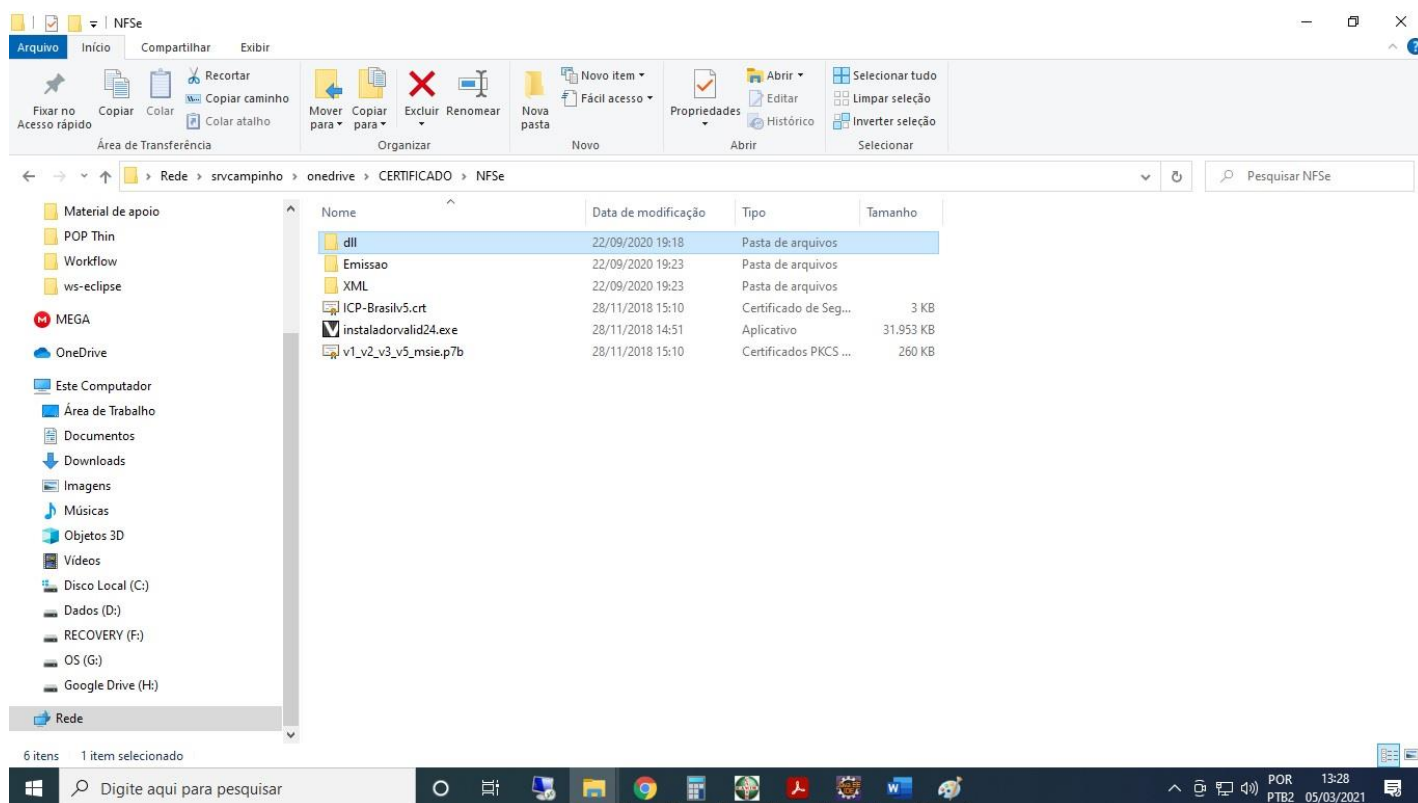 NFSe
Arquivo Início Compartilhar Exibir
Fixar no Acesso rápido
Copiar
Colar
Recortar
Copiar caminho
Colar atalho
Área de Transferência
Mover para
Copiar para
Excluir
Renomear
Organizar
Nova pasta
Novo item
Fácil acesso
Novo
Propriedades
Abrir
Editar
Histórico
Abrir
Selecionar tudo
Limpar seleção
Inverter seleção
Selecionar
Rede > srvcampinho > onedrive > CERTIFICADO > NFSe
Pesquisar NFSe
Material de apoio
POP Thin
Workflow
ws-eclipse
MEGA
OneDrive
Este Computador
Área de Trabalho
Documentos
Downloads
Imagens
Músicas
Objetos 3D
Vídeos
Disco Local (C:)
Dados (D:)
RECOVERY (F:)
OS (G:)
Google Drive (H:)
Rede
Nome Data de modificação Tipo Tamanho
dll 22/09/2020 19:18 Pasta de arquivos
Emissao 22/09/2020 19:23 Pasta de arquivos
XML 22/09/2020 19:23 Pasta de arquivos
ICP-Brasilv5.crt 28/11/2018 15:10 Certificado de Seg... 3 KB
instaladorvalid24.exe 28/11/2018 14:51 Aplicativo 31.953 KB
v1_v2_v3_v5_msie.p7b 28/11/2018 15:10 Certificados PKCS ... 260 KB
6 itens 1 item selecionado
Digite aqui para pesquisar
POR
PTB2
13:28
05/03/2021